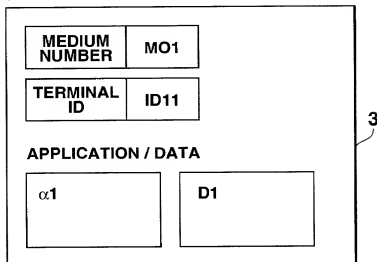 MEDIUM
NUMBER
MO1
TERMINAL
ID
ID11
3
APPLICATION / DATA
α1
D1